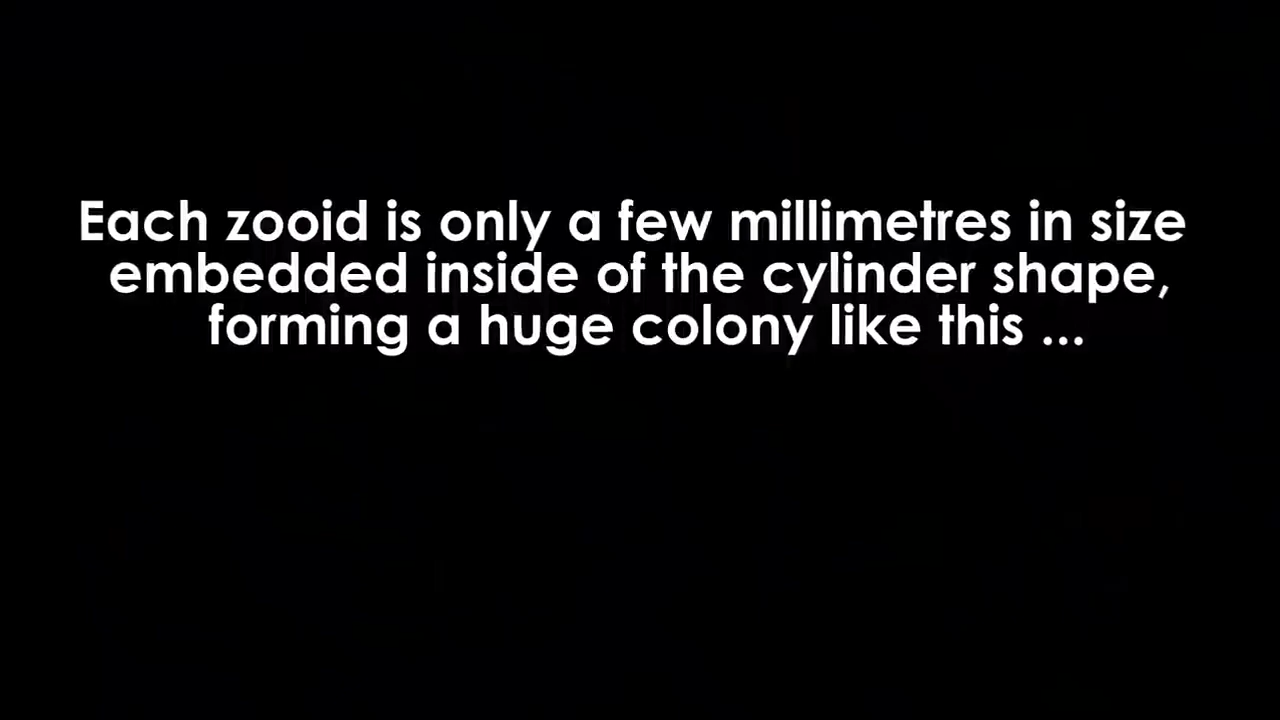 Each zooid is only a few millimetres in size
embedded inside of the cylinder shape,
forming a huge colony like this ...